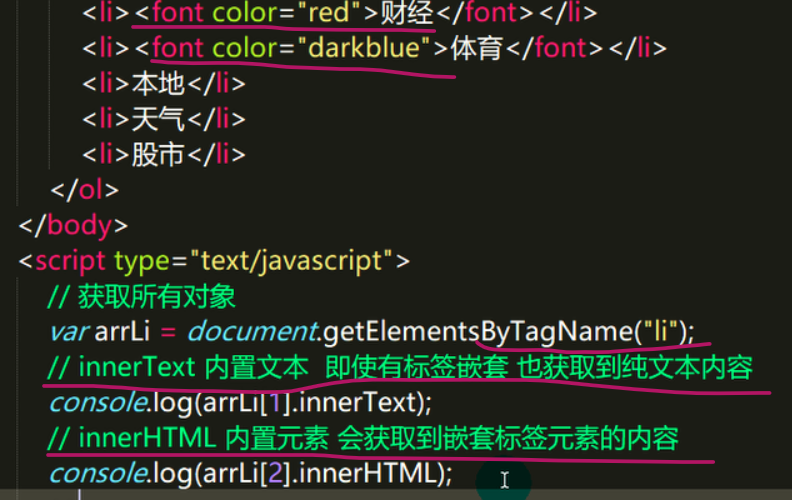 <li><font color="red">财经</font></li>
<li><font color="darkblue">体育</font></li>
<li>本地</li>
<li>天气</li>
<li>股市</li>
</ol>
</body>
<script type="text/javascript">
// 获取所有对象
var arrLi = document.getElementsByTagName("li");
// innerText 内置文本 即使有标签嵌套 也获取到纯文本内容
console.log(arrLi[1].innerText);
// innerHTML 内置元素 会获取到嵌套标签元素的内容
console.log(arrLi[2].innerHTML);